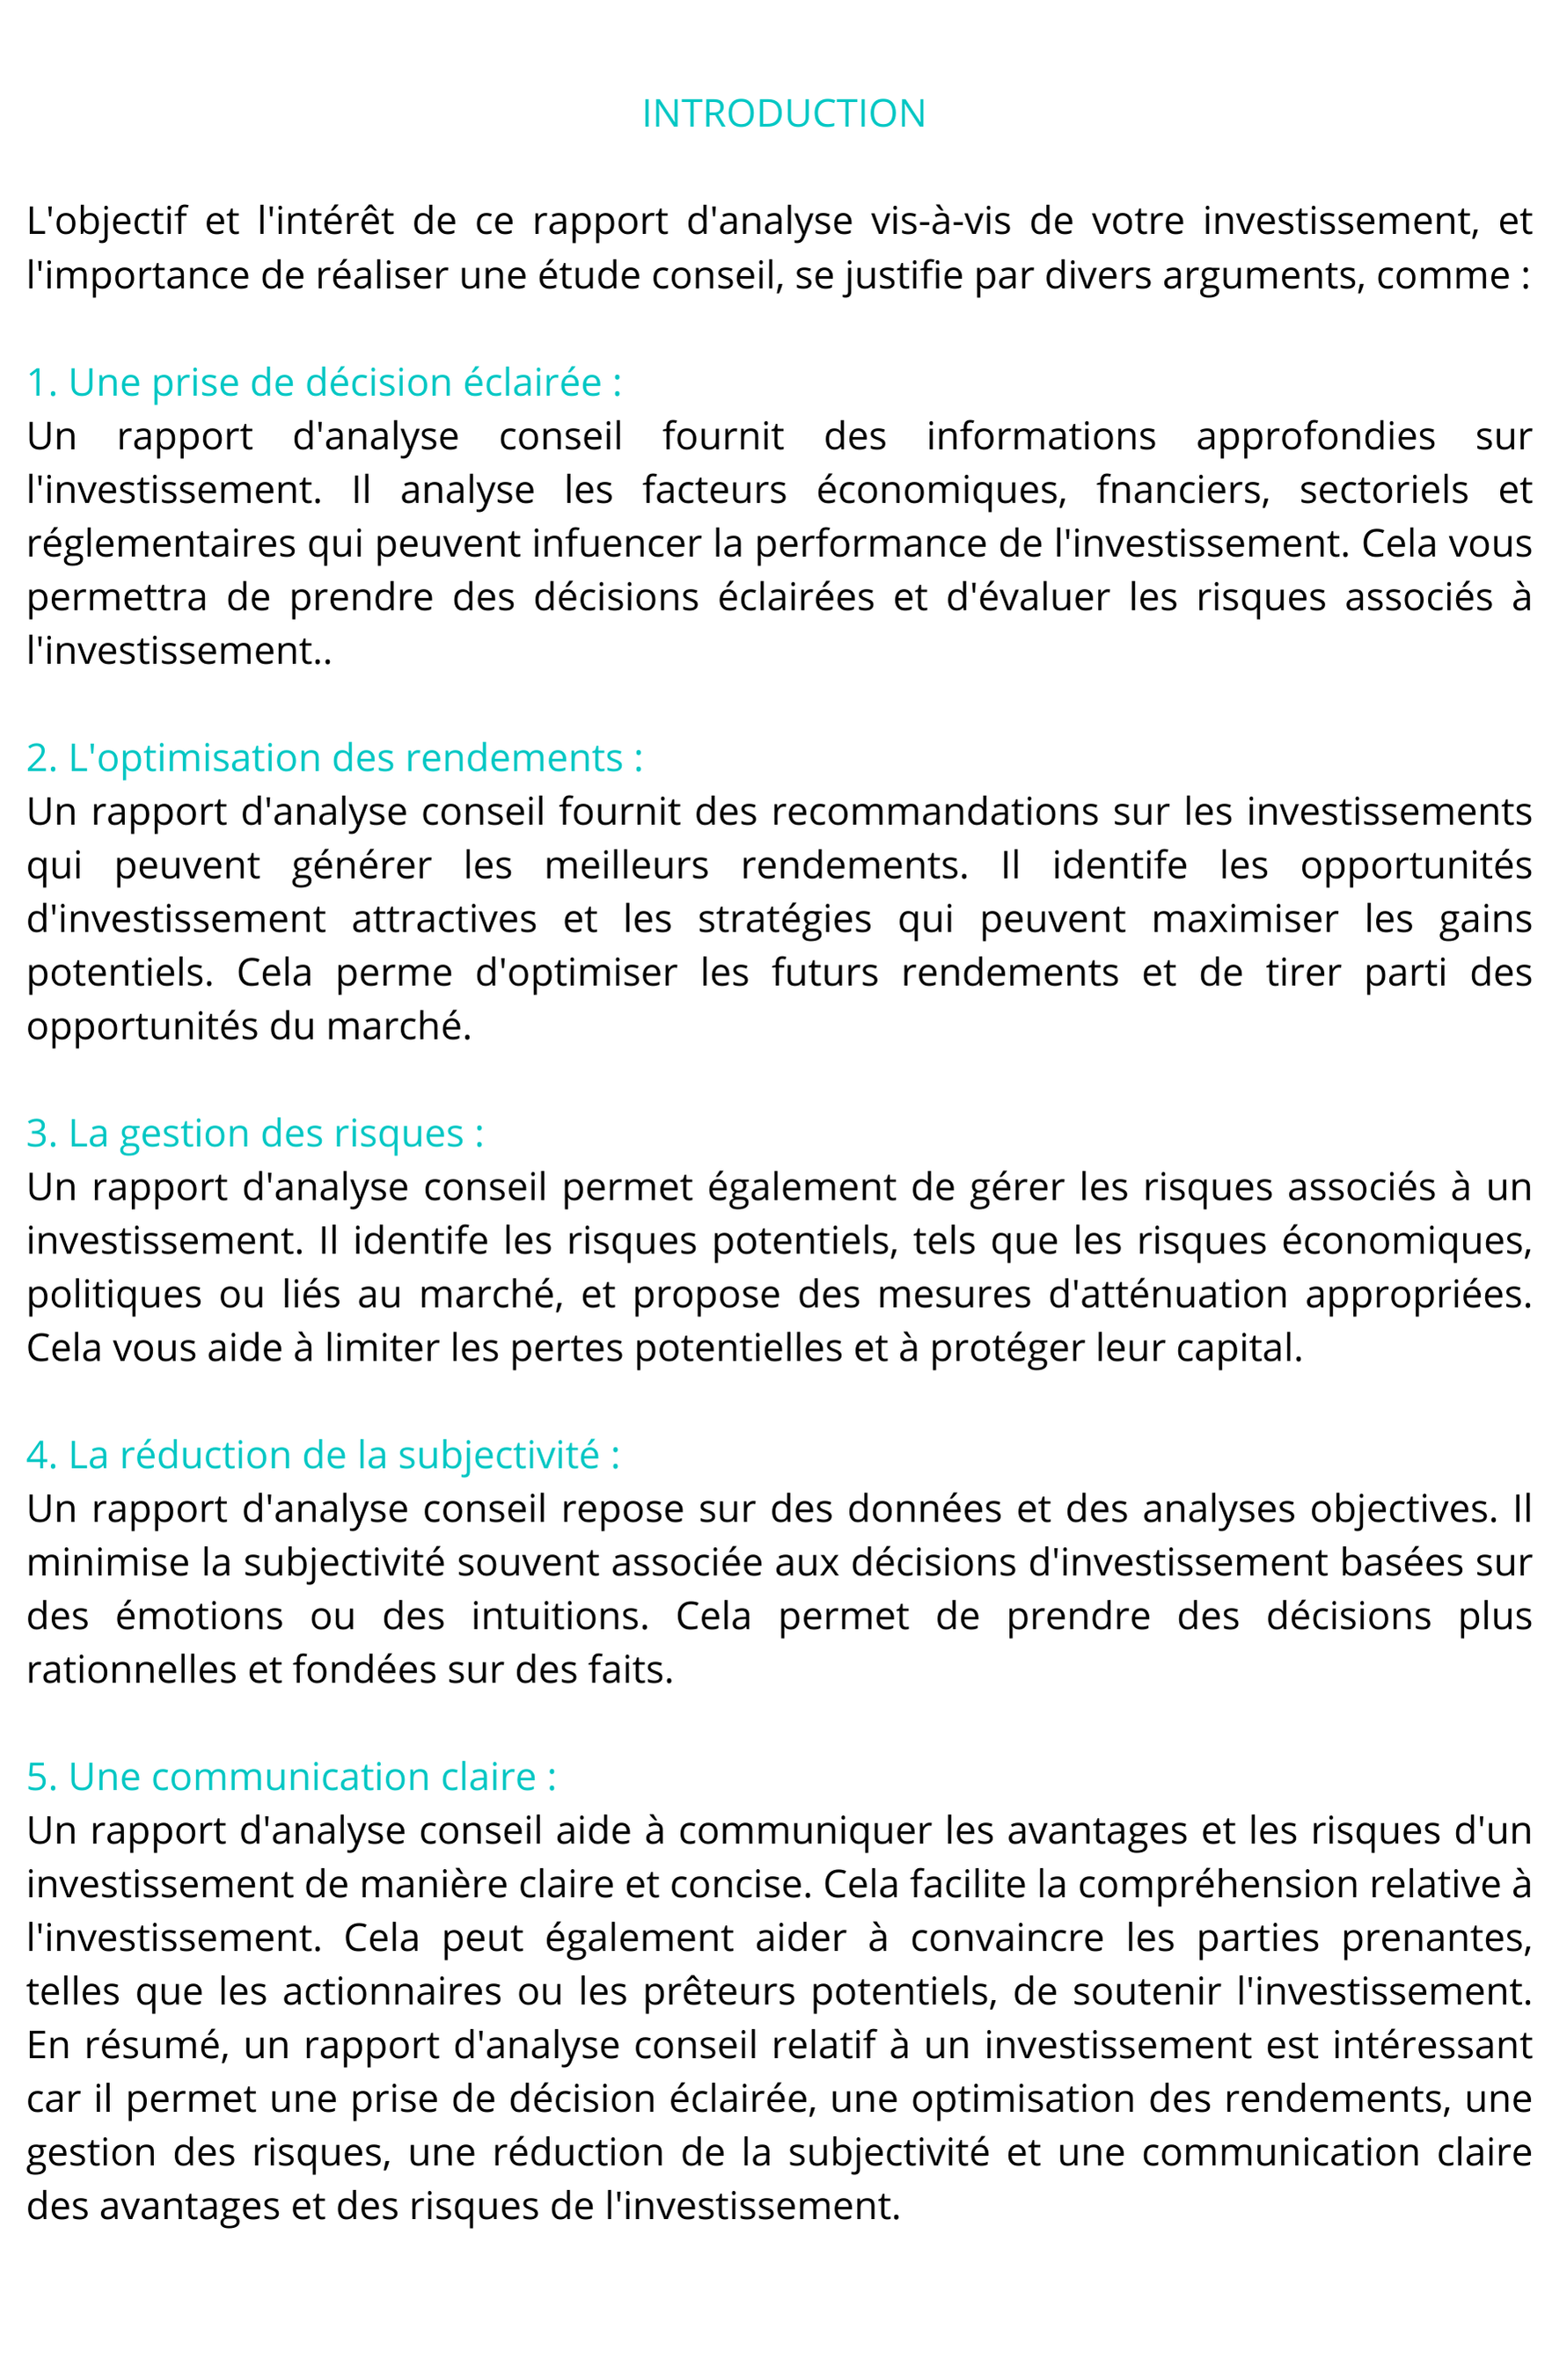 INTRODUCTION
L'objectif et l'intérêt de ce rapport d'analyse vis-à-vis de votre investissement, et
l'importance de réaliser une étude conseil, se justifie par divers arguments, comme :
1. Une prise de décision éclairée :
Un rapport d'analyse conseil fournit des informations approfondies sur
l'investissement. Il analyse les facteurs économiques, fnanciers, sectoriels et
réglementaires qui peuvent infuencer la performance de l'investissement. Cela vous
permettra de prendre des décisions éclairées et d'évaluer les risques associés à
l'investissement..
2. L'optimisation des rendements :
Un rapport d'analyse conseil fournit des recommandations sur les investissements
qui peuvent générer les meilleurs rendements. Il identife les opportunités
d'investissement attractives et les stratégies qui peuvent maximiser les gains
potentiels. Cela perme d'optimiser les futurs rendements et de tirer parti des
opportunités du marché.
3. La gestion des risques :
Un rapport d'analyse conseil permet également de gérer les risques associés à un
investissement. Il identife les risques potentiels, tels que les risques économiques,
politiques ou liés au marché, et propose des mesures d'atténuation appropriées.
Cela vous aide à limiter les pertes potentielles et à protéger leur capital.
4. La réduction de la subjectivité :
Un rapport d'analyse conseil repose sur des données et des analyses objectives. Il
minimise la subjectivité souvent associée aux décisions d'investissement basées sur
des émotions ou des intuitions. Cela permet de prendre des décisions plus
rationnelles et fondées sur des faits.
5. Une communication claire :
Un rapport d'analyse conseil aide à communiquer les avantages et les risques d'un
investissement de manière claire et concise. Cela facilite la compréhension relative à
l'investissement. Cela peut également aider à convaincre les parties prenantes,
telles que les actionnaires ou les prêteurs potentiels, de soutenir l'investissement.
En résumé, un rapport d'analyse conseil relatif à un investissement est intéressant
car il permet une prise de décision éclairée, une optimisation des rendements, une
gestion des risques, une réduction de la subjectivité et une communication claire
des avantages et des risques de l'investissement.